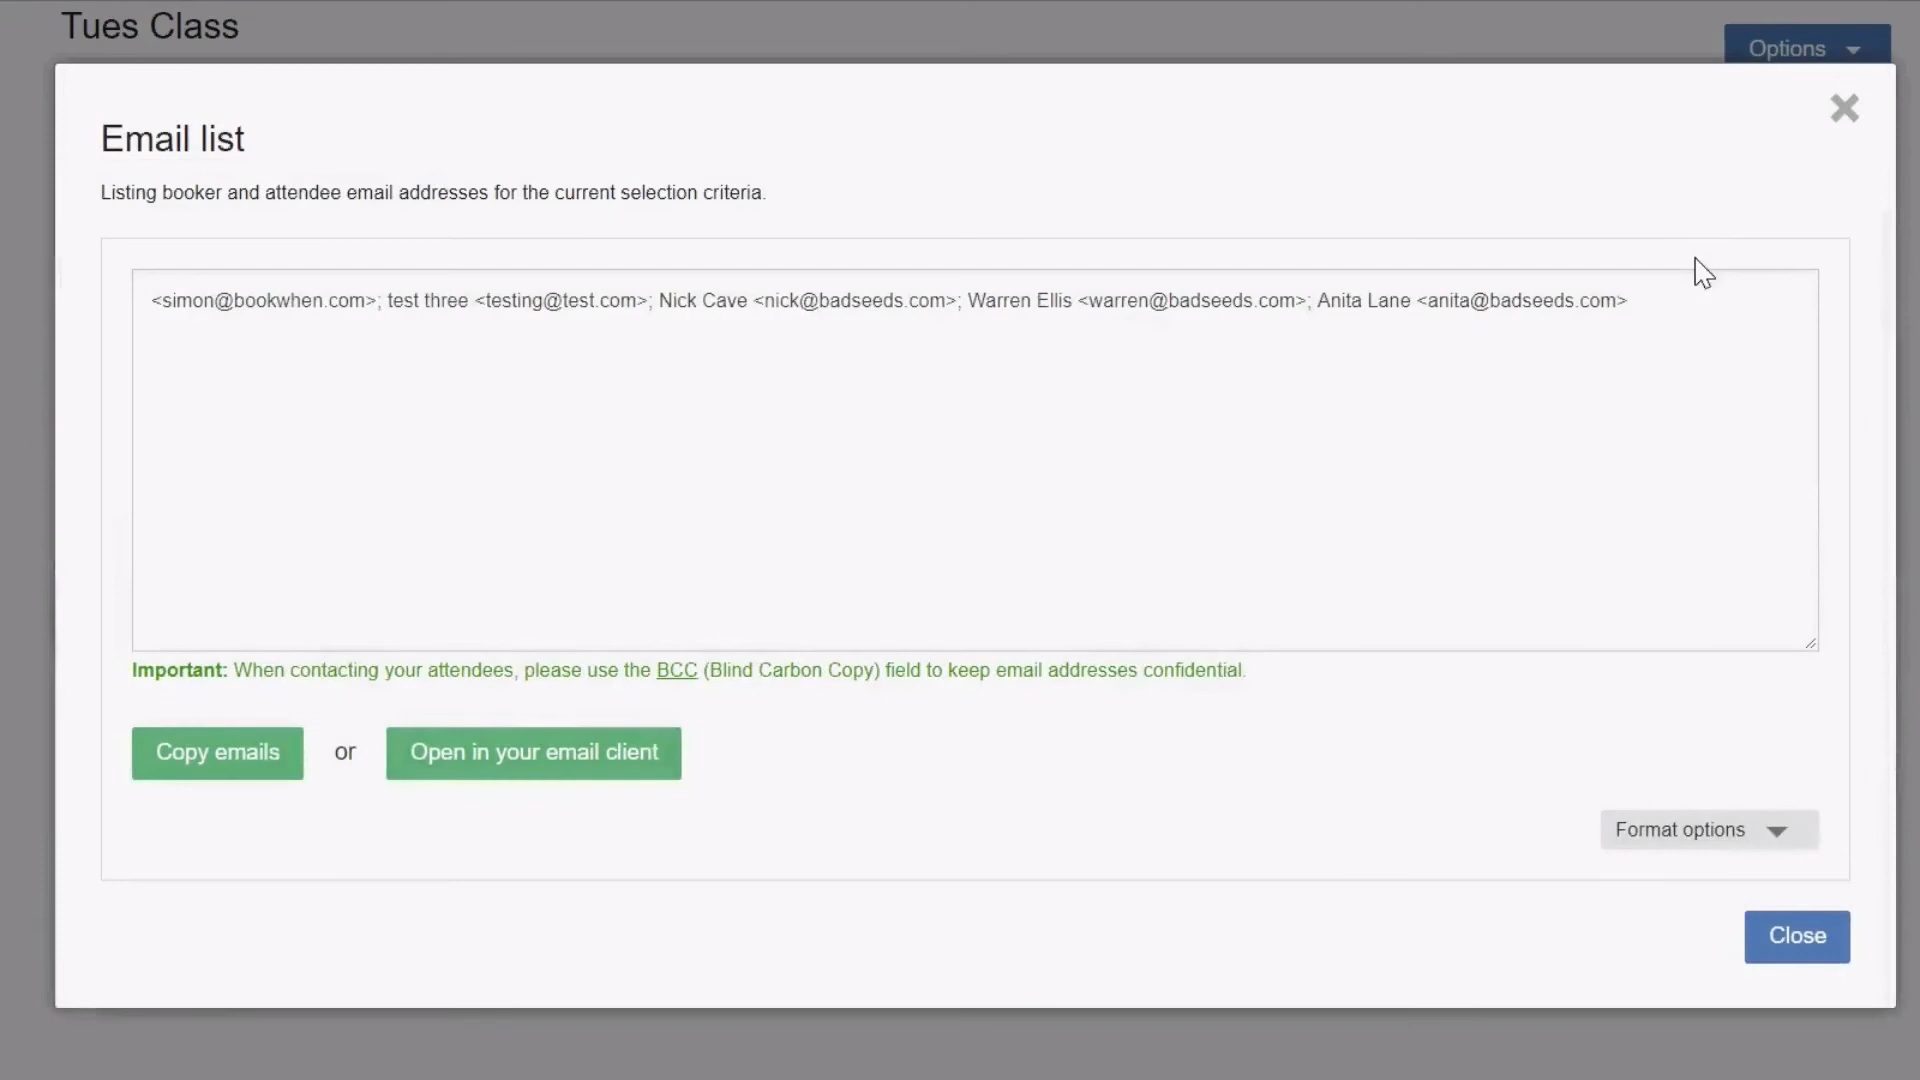 Tues Class
Options
Email list
Listing booker and attendee email addresses for the current selection criteria.
<simon@bookwhen.com>; test three <testing@test.com>; Nick Cave <nick@badseeds.com>; Warren Ellis <warren@badseeds.com>; Anita Lane <anita@badseeds.com>
Important: When contacting your attendees, please use the BCC (Blind Carbon Copy) field to keep email addresses confidential.
Copy emails or Open in your email client
Format options
Close